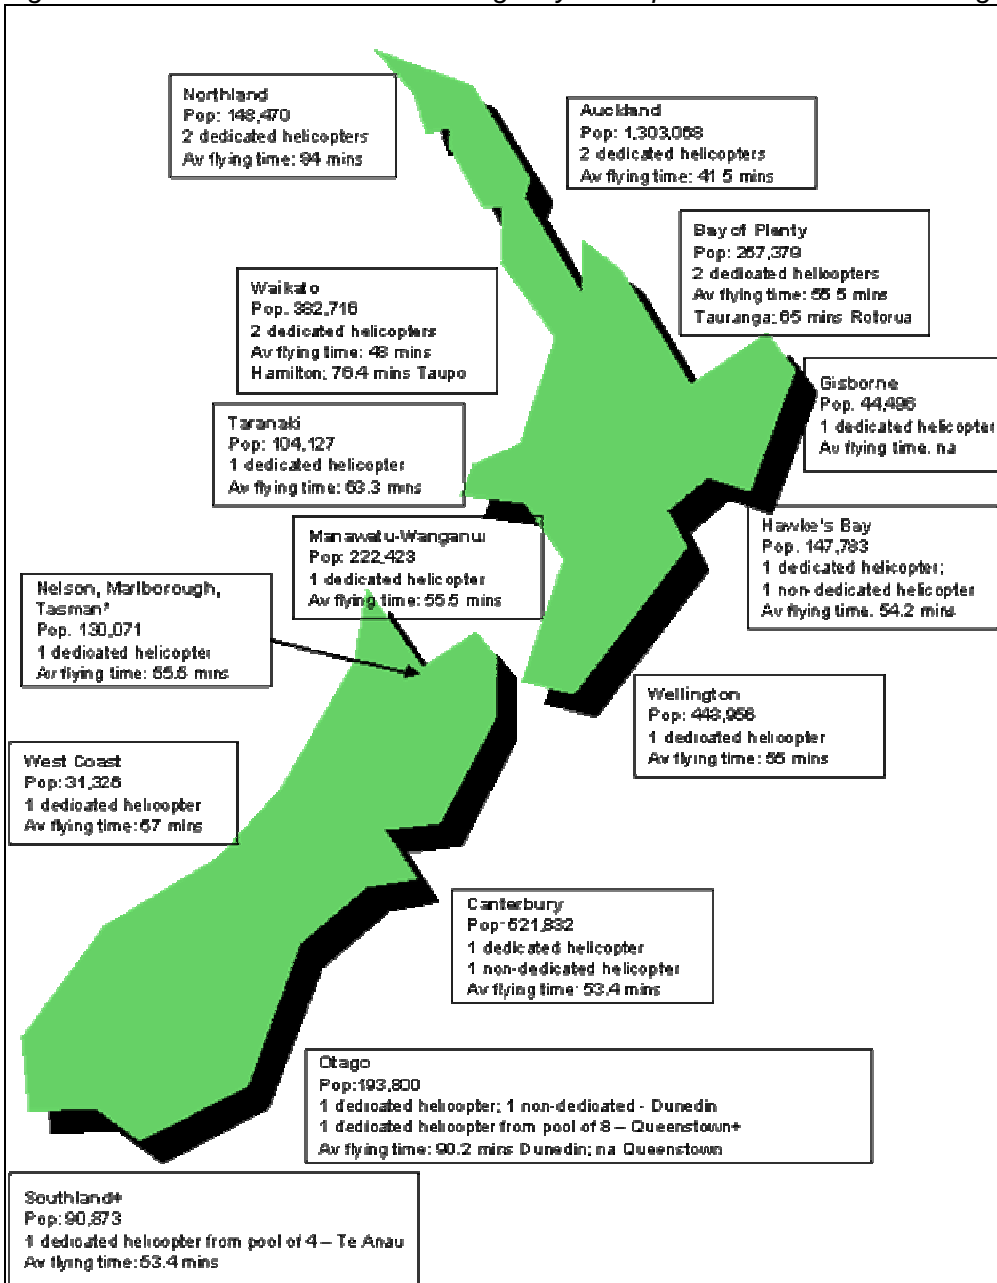 Northland
Pop: 148,470
2 dedicated helicopters
Av flying time: 94 mins
Auckland
Pop: 1,303,068
2 dedicated helicopters
Av flying time: 41.5 mins
Bay of Plenty
Pop: 257,379
2 dedicated helicopters
Av flying time: 55.5 mins
Tauranga; 65 mins Rotorua
Waikato
Pop. 382,716
2 dedicated helicopters
Av flying time: 48 mins
Hamilton; 76.4 mins Taupo
Gisborne
Pop. 44,496
1 dedicated helicopter
Av flying time. na
Taranaki
Pop: 104,127
1 dedicated helicopter
Av flying time: 63.3 mins
Manawatu-Wanganui
Pop: 222,423
1 dedicated helicopter
Av flying time: 55.5 mins
Hawke's Bay
Pop. 147,783
1 dedicated helicopter;
1 non-dedicated helicopter
Av flying time. 54.2 mins
Nelson, Marlborough,
Tasman*
Pop. 130,071
1 dedicated helicopter
Av flying time: 65.6 mins
Wellington
Pop: 448,956
1 dedicated helicopter
Av flying time: 55 mins
West Coast
Pop: 31,326
1 dedicated helicopter
Av flying time: 67 mins
Canterbury
Pop: 521,832
1 dedicated helicopter
1 non-dedicated helicopter
Av flying time: 53.4 mins
Otago
Pop:193,800
1 dedicated helicopter; 1 non-dedicated - Dunedin
1 dedicated helicopter from pool of 8 – Queenstown+
Av flying time: 90.2 mins Dunedin; na Queenstown
Southland+
Pop:90,873
1 dedicated helicopter from pool of 4 – Te Anau
Av flying time: 53.4 mins